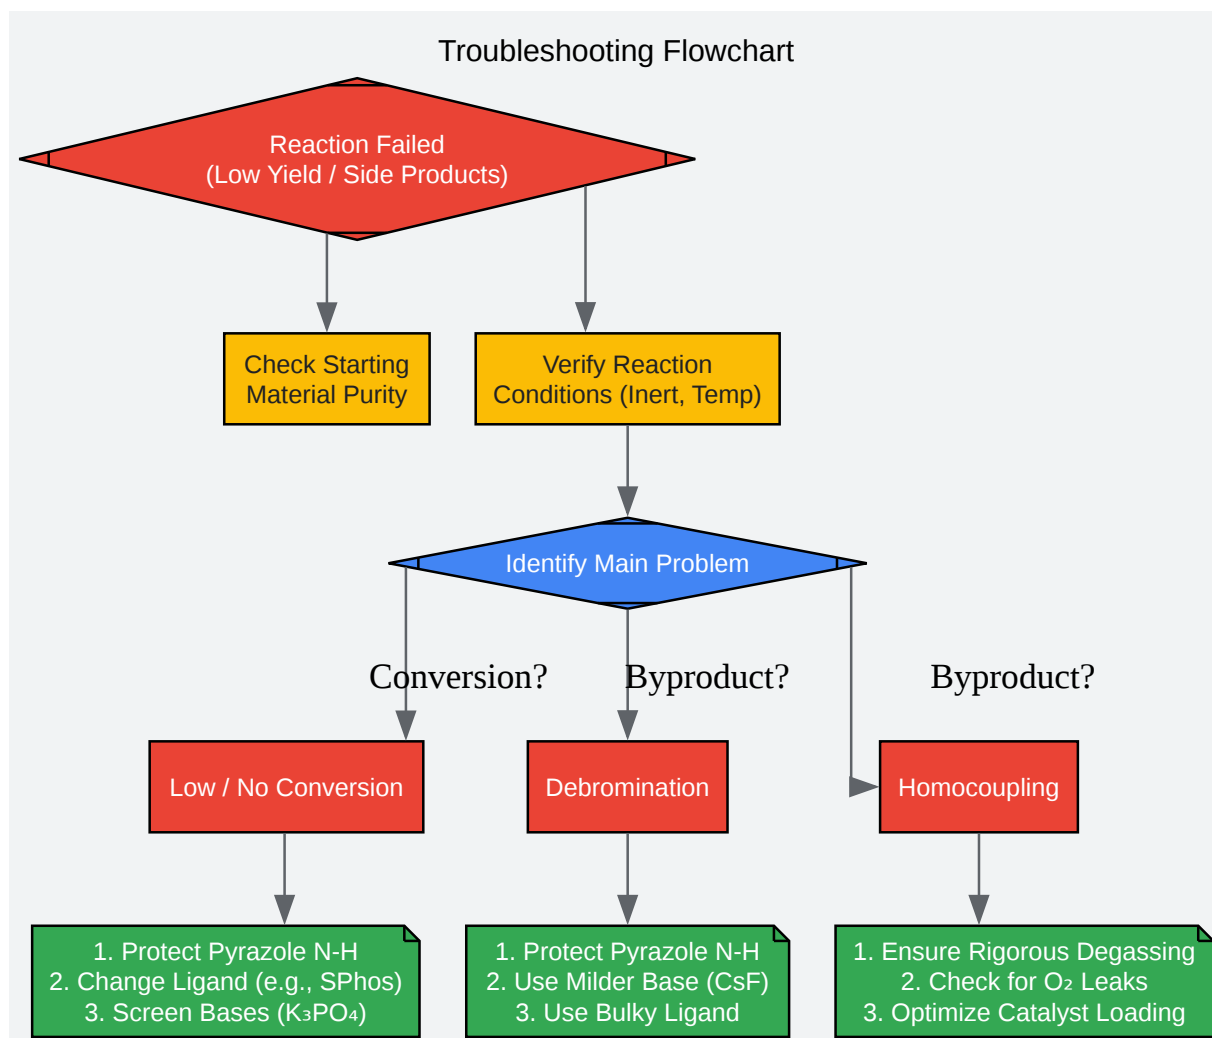 Troubleshooting Flowchart
Reaction Failed
(Low Yield / Side Products)
Check Starting
Material Purity
Verify Reaction
Conditions (Inert, Temp)
Identify Main Problem
Conversion?
Byproduct?
Byproduct?
Low / No Conversion
Debromination
Homocoupling
1. Protect Pyrazole N-H
2. Change Ligand (e.g., SPhos)
3. Screen Bases (K₃PO₄)
1. Protect Pyrazole N-H
2. Use Milder Base (CsF)
3. Use Bulky Ligand
1. Ensure Rigorous Degassing
2. Check for O₂ Leaks
3. Optimize Catalyst Loading